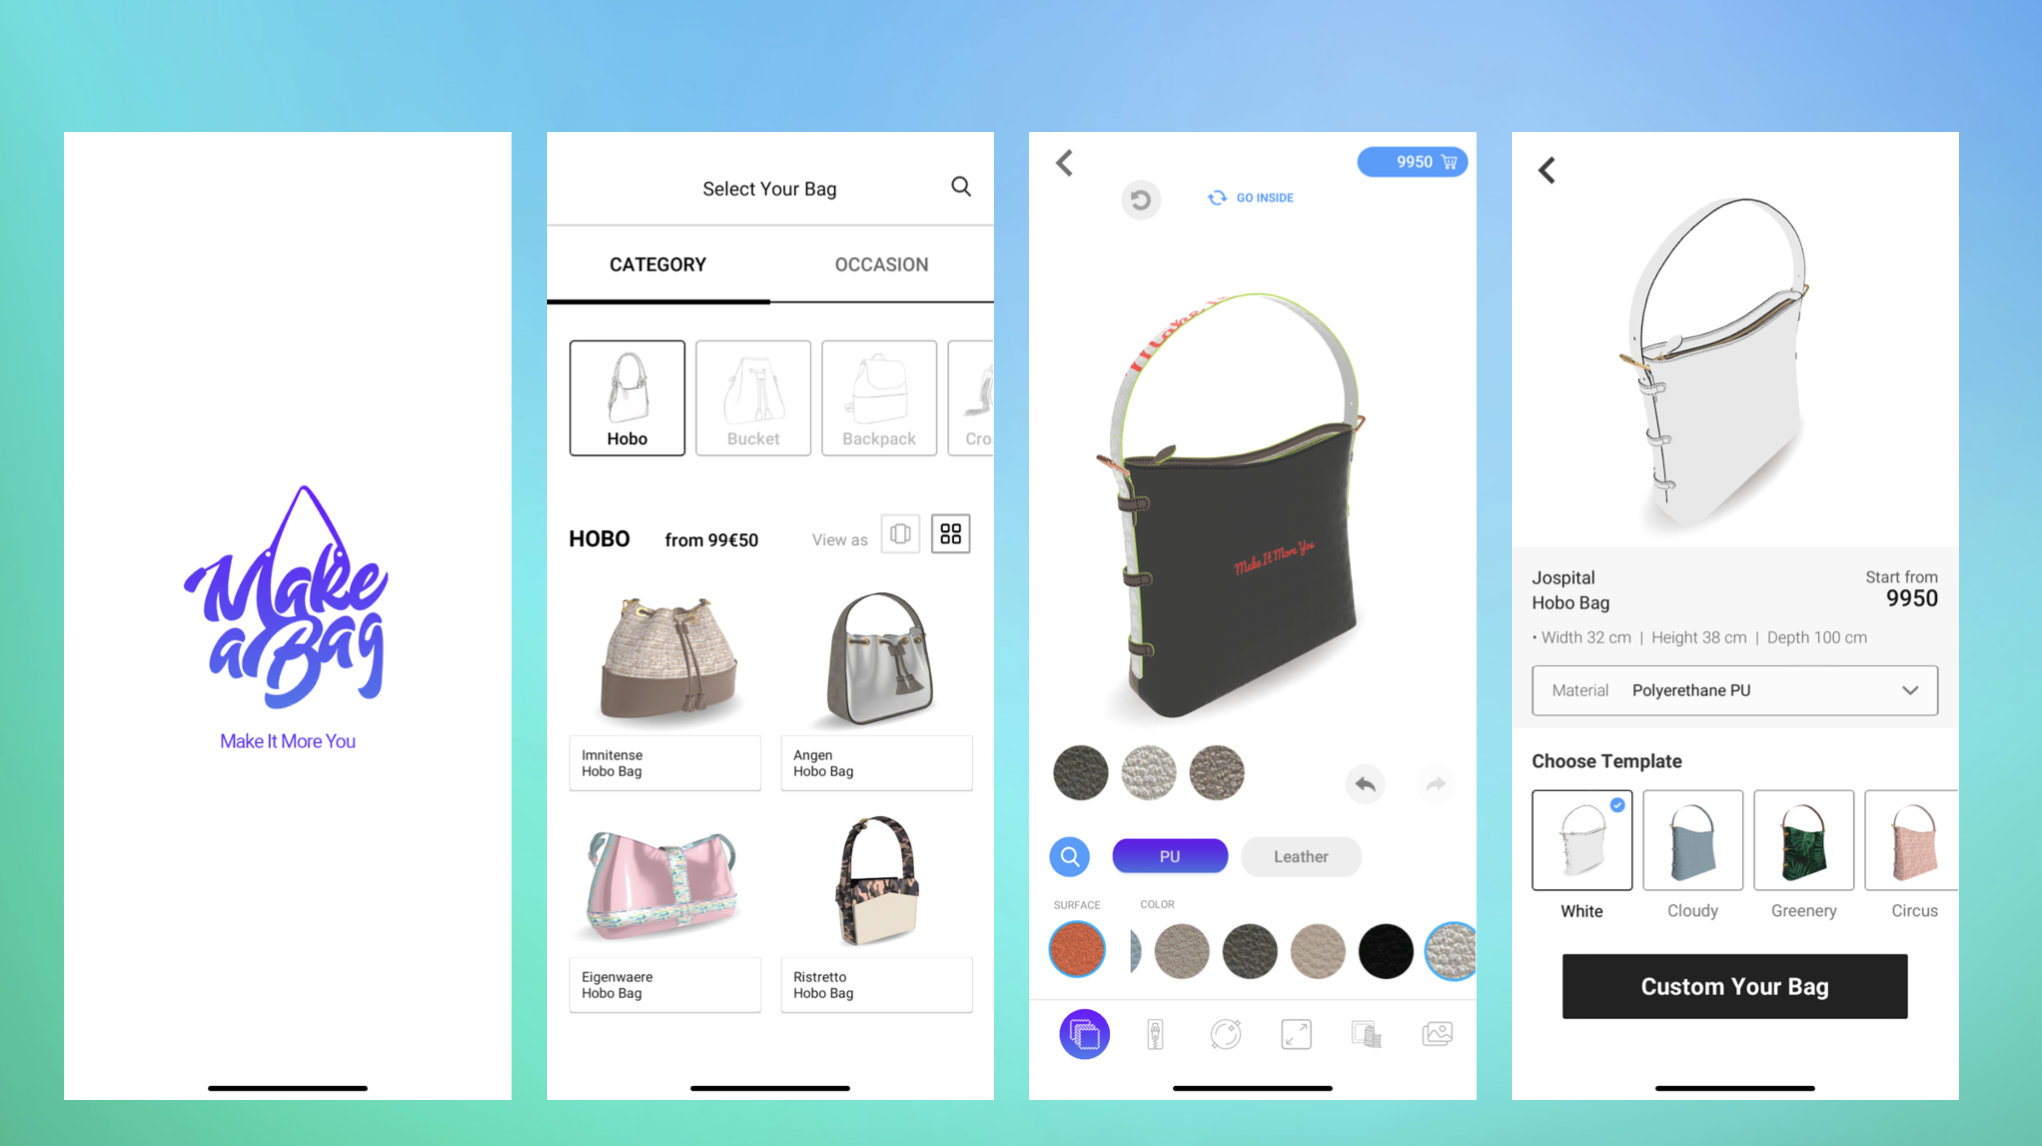 Make
a Bag
Make It More You
Select Your Bag
CATEGORY
OCCASION
Hobo
Bucket
Backpack
Cro
HOBO
from 99€50
View as
Imnitense
Hobo Bag
Angen
Hobo Bag
Eigenwaere
Hobo Bag
Ristretto
Hobo Bag
9950
GO INSIDE
Make It More You
PU
Leather
SURFACE
COLOR
Jospital
Hobo Bag
Start from
9950
• Width 32 cm | Height 38 cm | Depth 100 cm
Material Polyerethane PU
Choose Template
White
Cloudy
Greenery
Circus
Custom Your Bag